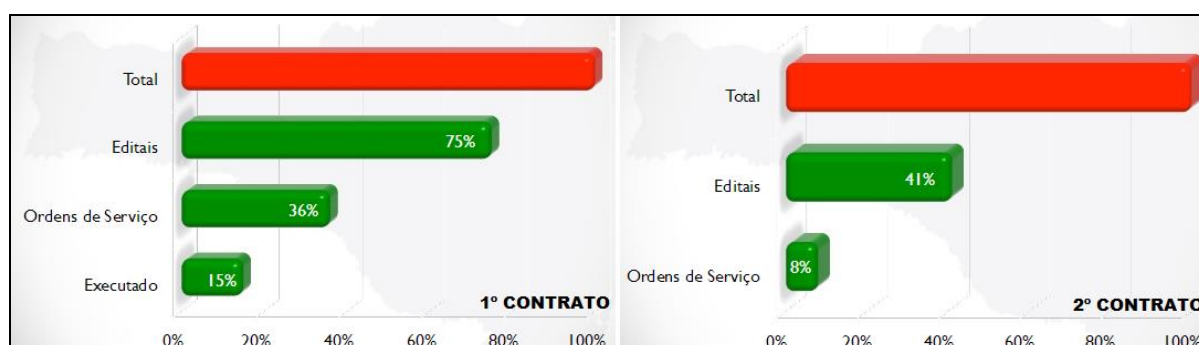 Total
Editais
75%
Ordens de Serviço
36%
Executado
15%
1º CONTRATO
0% 20% 40% 60% 80% 100%
Total
Editais
41%
Ordens de Serviço
8%
2º CONTRATO
0% 20% 40% 60% 80% 100%